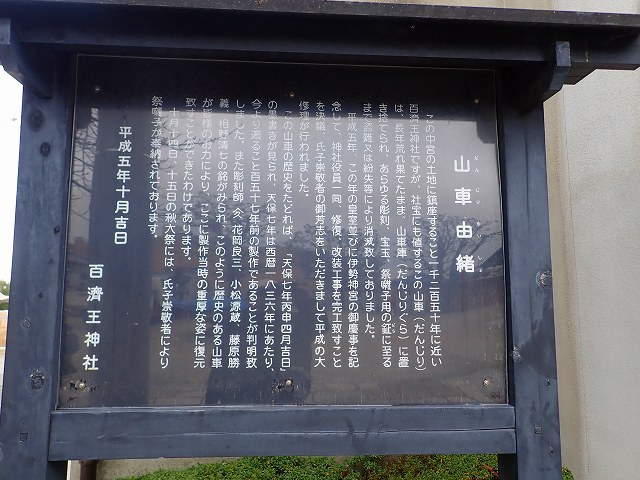 山車由緒
だんじりゆいしょ
この中宮の土地に鎮座すること一千二百五十年に近い
百濟王神社ですが、社宝にも値するこの山車(だんじり)
は、長年荒れ果てたまま、山車庫(だんじりくら)に置
き捨てられ、あらゆる彫刻、宝玉、祭囃子用の鉦に至る
まで盗難又は紛失等により消滅致しておりました。
平成五年、この年の皇室並びに伊勢神宮の御慶事を記
念して、神社役員一同、修復、改装工事を完工致すこと
を決議、氏子崇敬者の御芳志をいただきまして平成の大
修理が行われました。
この山車の歴史をたどれば、「天保七年丙申四月吉日」
の墨書が見られ、天保七年は西暦一八三六年にあたり、
今より遡ること百五十七年前の製作であることが判明致
しました。また彫刻師、花岡良三、小松源蔵、藤原勝
義、相野清七の銘がみられ、このように歴史のある山車
が皆様のお力により、ここに製作当時の重厚な姿に復元
致すことができたわけであります。
十月十四日、十五日の秋大祭には、氏子崇敬者により
祭囃子が奉納されております。
平成五年十月吉日
百濟王神社